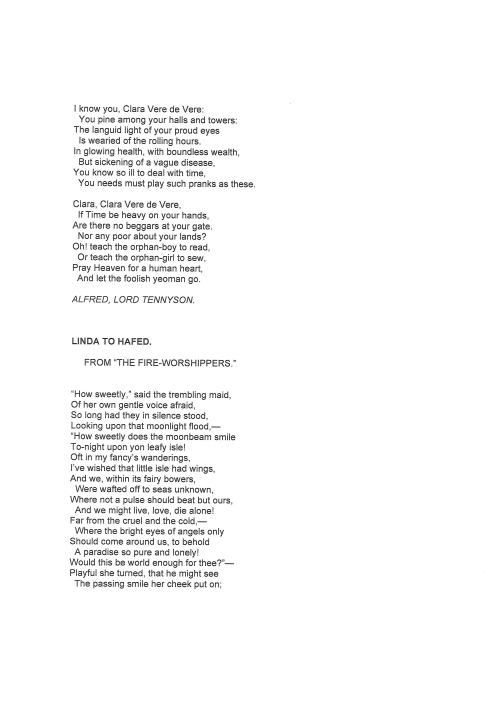 I know you, Clara Vere de Vere:
You pine among your halls and towers:
The languid light of your proud eyes
Is wearied of the rolling hours.
In glowing health, with boundless wealth,
But sickening of a vague disease,
You know so ill to deal with time,
You needs must play such pranks as these.

Clara, Clara Vere de Vere,
If Time be heavy on your hands,
Are there no beggars at your gate.
Nor any poor about your lands?
Oh! teach the orphan-boy to read,
Or teach the orphan-girl to sew,
Pray Heaven for a human heart,
And let the foolish yeoman go.

ALFRED, LORD TENNYSON.

LINDA TO HAFED.

FROM "THE FIRE-WORSHIPPERS."

"How sweetly," said the trembling maid,
Of her own gentle voice afraid,
So long had they in silence stood,
Looking upon that moonlight flood,—
"How sweetly does the moonbeam smile
To-night upon yon leafy isle!
Oft in my fancy's wanderings,
I've wished that little isle had wings,
And we, within its fairy bowers,
Were wafted off to seas unknown,
Where not a pulse should beat but ours,
And we might live, love, die alone!
Far from the cruel and the cold,—
Where the bright eyes of angels only
Should come around us, to behold
A paradise so pure and lonely!
Would this be world enough for thee?"—
Playful she turned, that he might see
The passing smile her cheek put on;